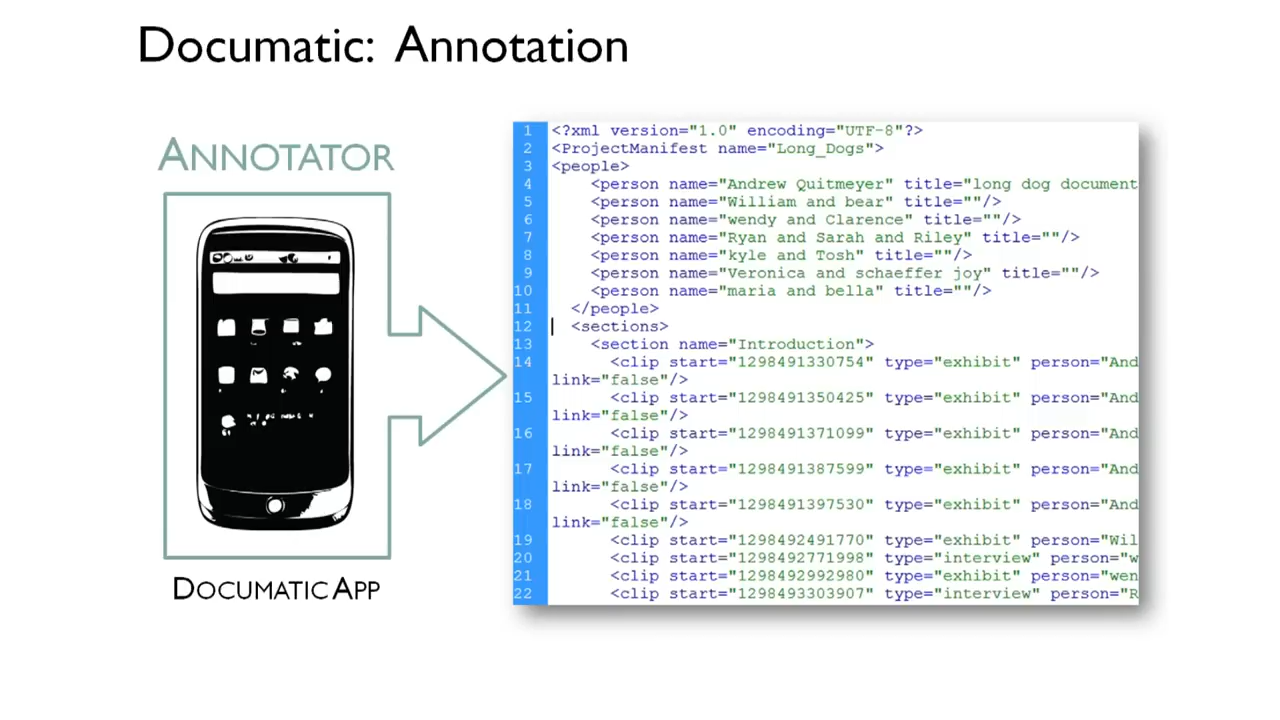 Documatic: Annotation
ANNOTATOR
DOCUMATIC APP
1 <?xml version="1.0" encoding="UTF-8"?>
2 <ProjectManifest name="Long_Dogs">
3 <people>
4 <person name="Andrew Quitmeyer" title="long dog document
5 <person name="William and bear" title=""/>
6 <person name="wendy and Clarence" title=""/>
7 <person name="Ryan and Sarah and Riley" title=""/>
8 <person name="kyle and Tosh" title=""/>
9 <person name="Veronica and schaeffer joy" title=""/>
10 <person name="maria and bella" title=""/>
11 </people>
12 <sections>
13 <section name="Introduction">
14 <clip start="1298491330754" type="exhibit" person="And
link="false"/>
15 <clip start="1298491350425" type="exhibit" person="And
link="false"/>
16 <clip start="1298491371099" type="exhibit" person="And
link="false"/>
17 <clip start="1298491387599" type="exhibit" person="And
link="false"/>
18 <clip start="1298491397530" type="exhibit" person="And
link="false"/>
19 <clip start="1298492491770" type="exhibit" person="Wil
20 <clip start="1298492771998" type="interview" person="w
21 <clip start="1298492992980" type="exhibit" person="wen
22 <clip start="1298493303907" type="interview" person="R